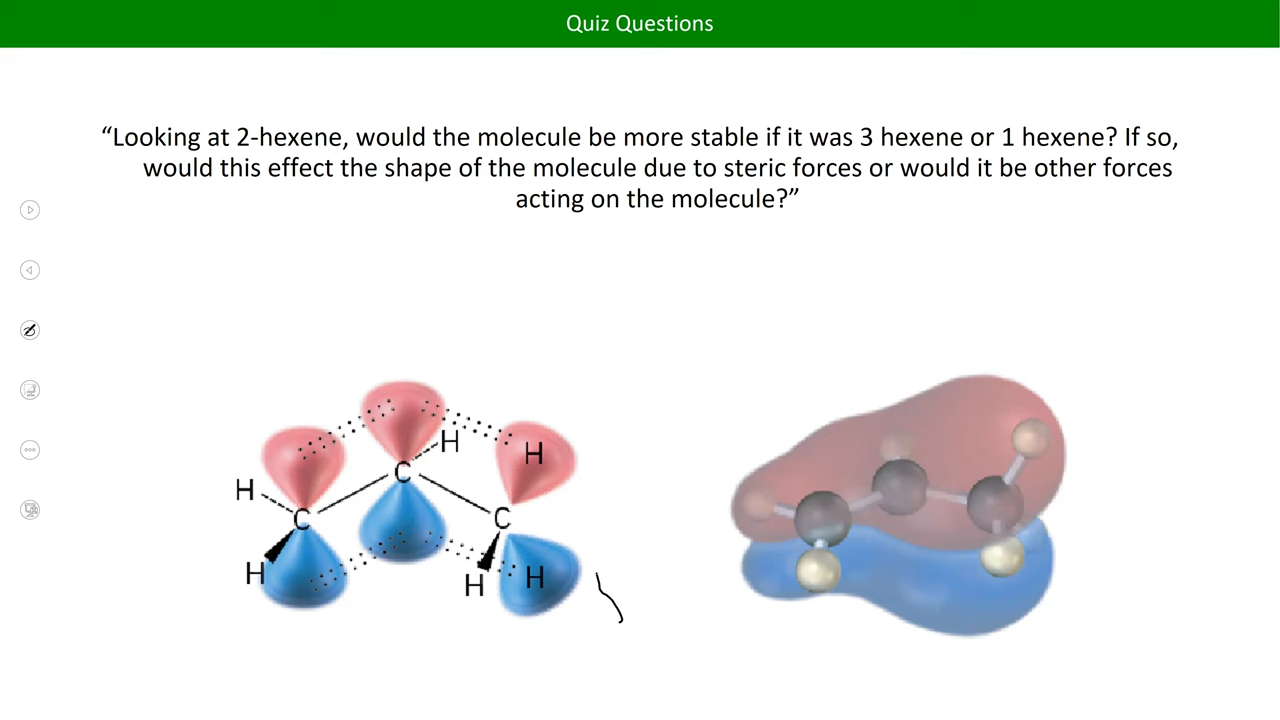 Quiz Questions
“Looking at 2-hexene, would the molecule be more stable if it was 3 hexene or 1 hexene? If so,
would this effect the shape of the molecule due to steric forces or would it be other forces
acting on the molecule?”
H
H
H
C
C
C
H
H
H
H